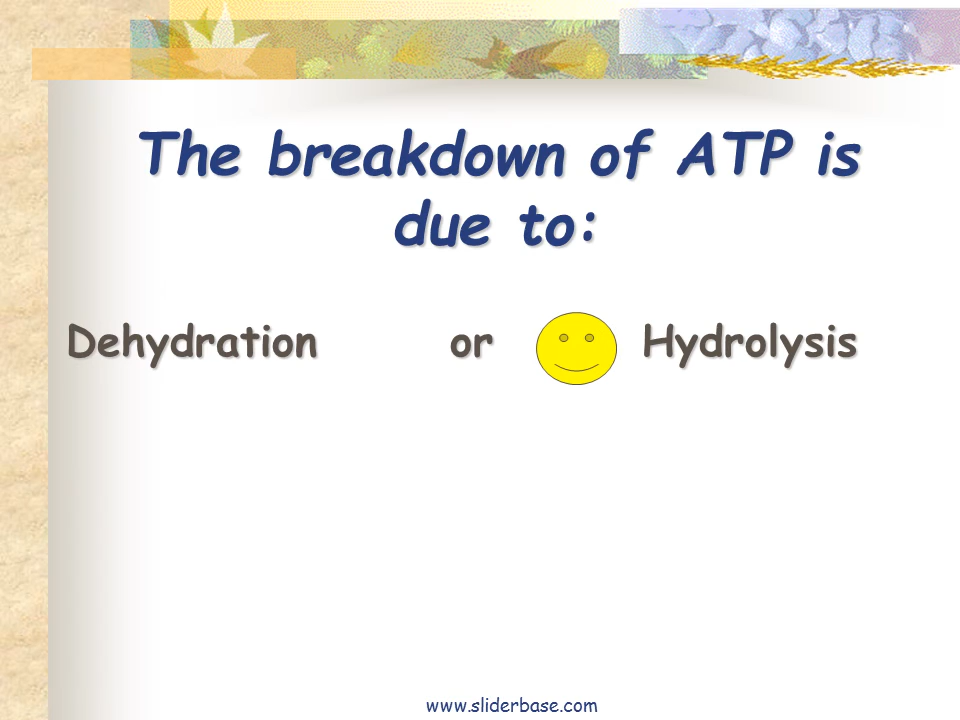 The breakdown of ATP is
due to:
Dehydration or Hydrolysis
www.sliderbase.com